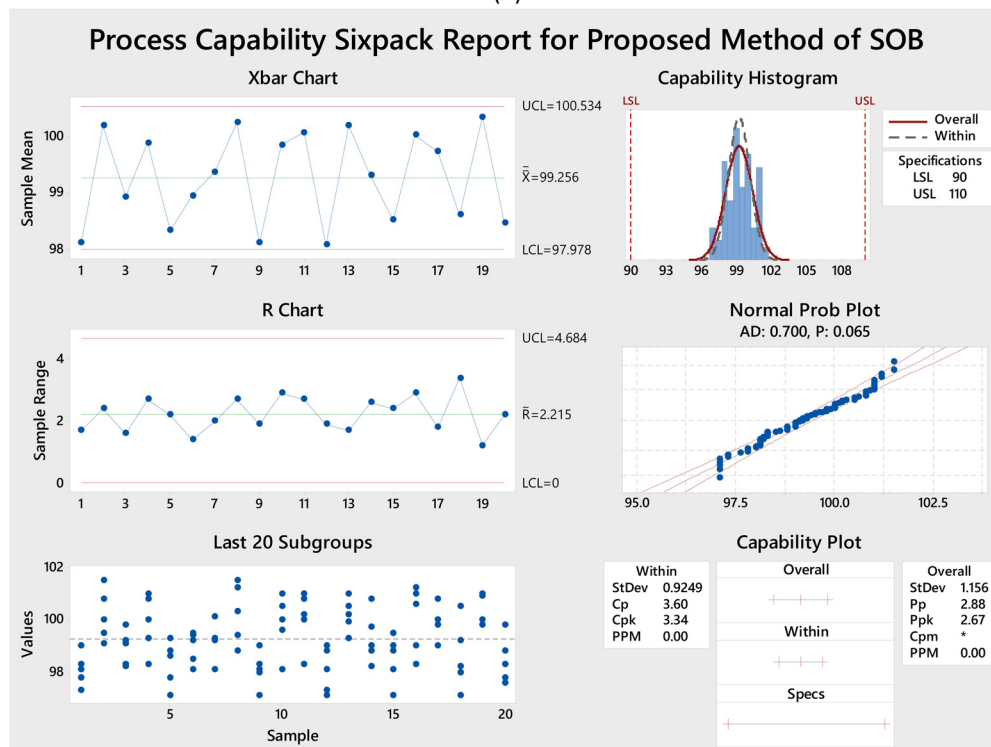 Process Capability Sixpack Report for Proposed Method of SOB
Xbar Chart
Sample Mean
100
99
98
1 3 5 7 9 11 13 15 17 19
UCL=100.534
X̿=99.256
LCL=97.978
Capability Histogram
LSL USL
90 93 96 99 102 105 108
Overall
Within
Specifications
LSL 90
USL 110
R Chart
Sample Range
4
2
0
1 3 5 7 9 11 13 15 17 19
UCL=4.684
R̅=2.215
LCL=0
Normal Prob Plot
AD: 0.700, P: 0.065
95.0 97.5 100.0 102.5
Last 20 Subgroups
Values
102
100
98
5 10 15 20
Sample
Capability Plot
Within
StDev 0.9249
Cp 3.60
Cpk 3.34
PPM 0.00
Overall
Within
Specs
Overall
StDev 1.156
Pp 2.88
Ppk 2.67
Cpm *
PPM 0.00